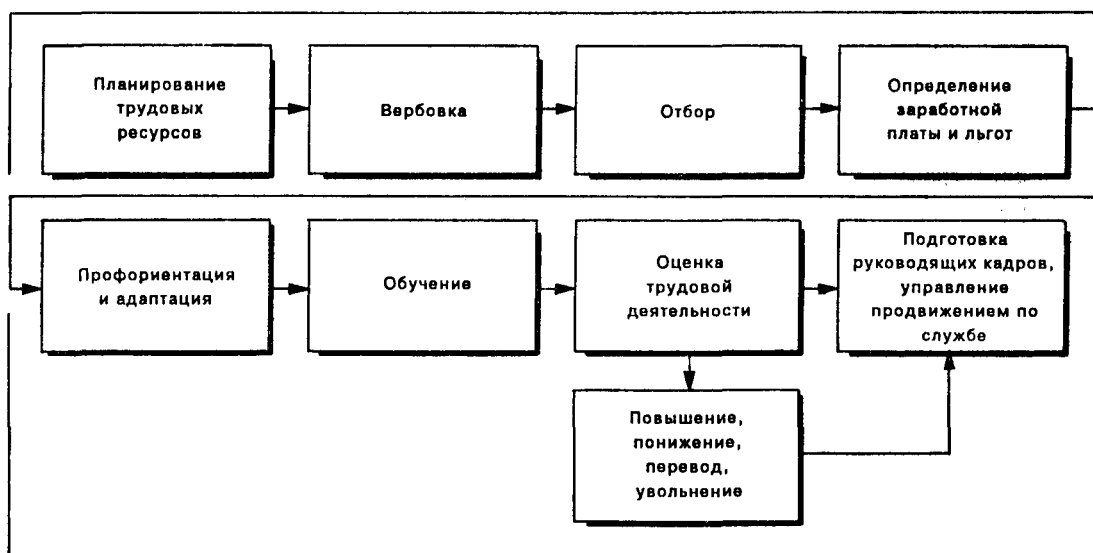 Планирование
трудовых
ресурсов
Вербовка
Отбор
Определение
заработной
платы и льгот
Профориентация
и адаптация
Обучение
Оценка
трудовой
деятельности
Подготовка
руководящих кадров,
управление
продвижением по
службе
Повышение,
понижение,
перевод,
увольнение